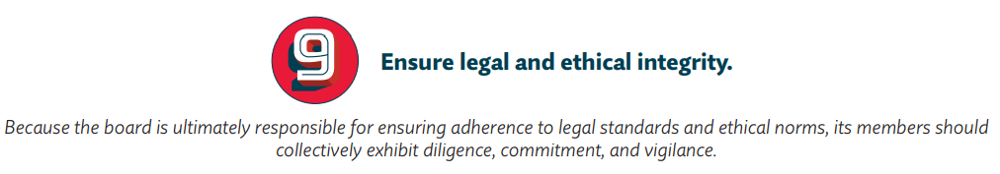 9
Ensure legal and ethical integrity.
Because the board is ultimately responsible for ensuring adherence to legal standards and ethical norms, its members should
collectively exhibit diligence, commitment, and vigilance.